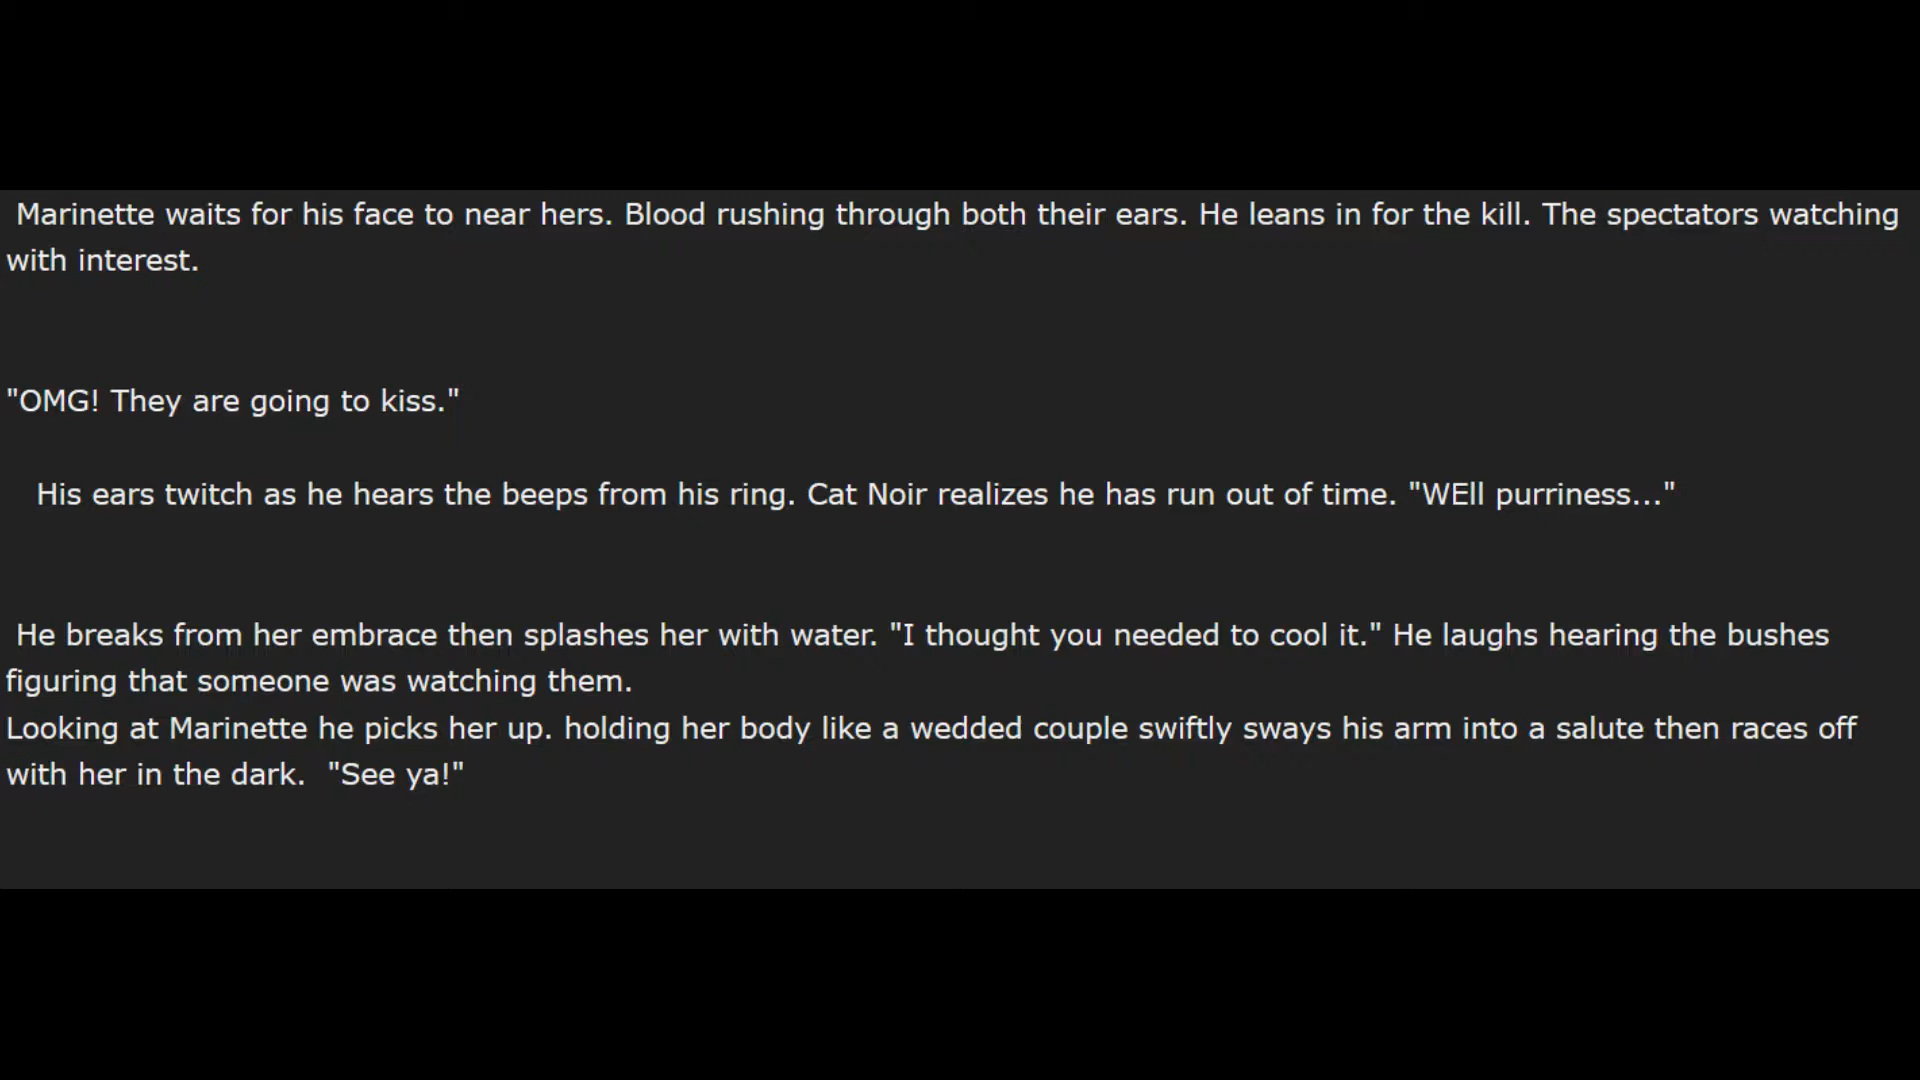 Marinette waits for his face to near hers. Blood rushing through both their ears. He leans in for the kill. The spectators watching
with interest.
"OMG! They are going to kiss."
His ears twitch as he hears the beeps from his ring. Cat Noir realizes he has run out of time. "WEll purriness..."
He breaks from her embrace then splashes her with water. "I thought you needed to cool it." He laughs hearing the bushes
figuring that someone was watching them.
Looking at Marinette he picks her up. holding her body like a wedded couple swiftly sways his arm into a salute then races off
with her in the dark.  "See ya!"